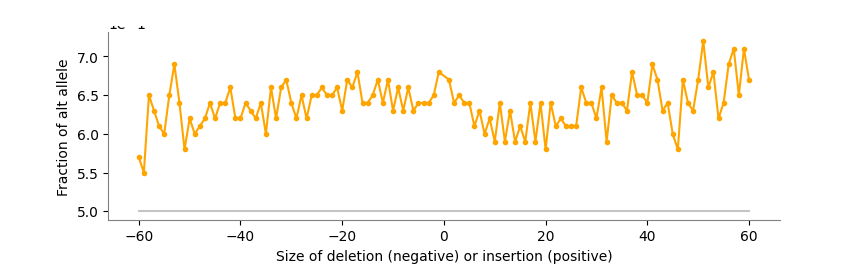 7.0
6.5
6.0
5.5
5.0
Fraction of alt allele
−60 −40 −20 0 20 40 60
Size of deletion (negative) or insertion (positive)